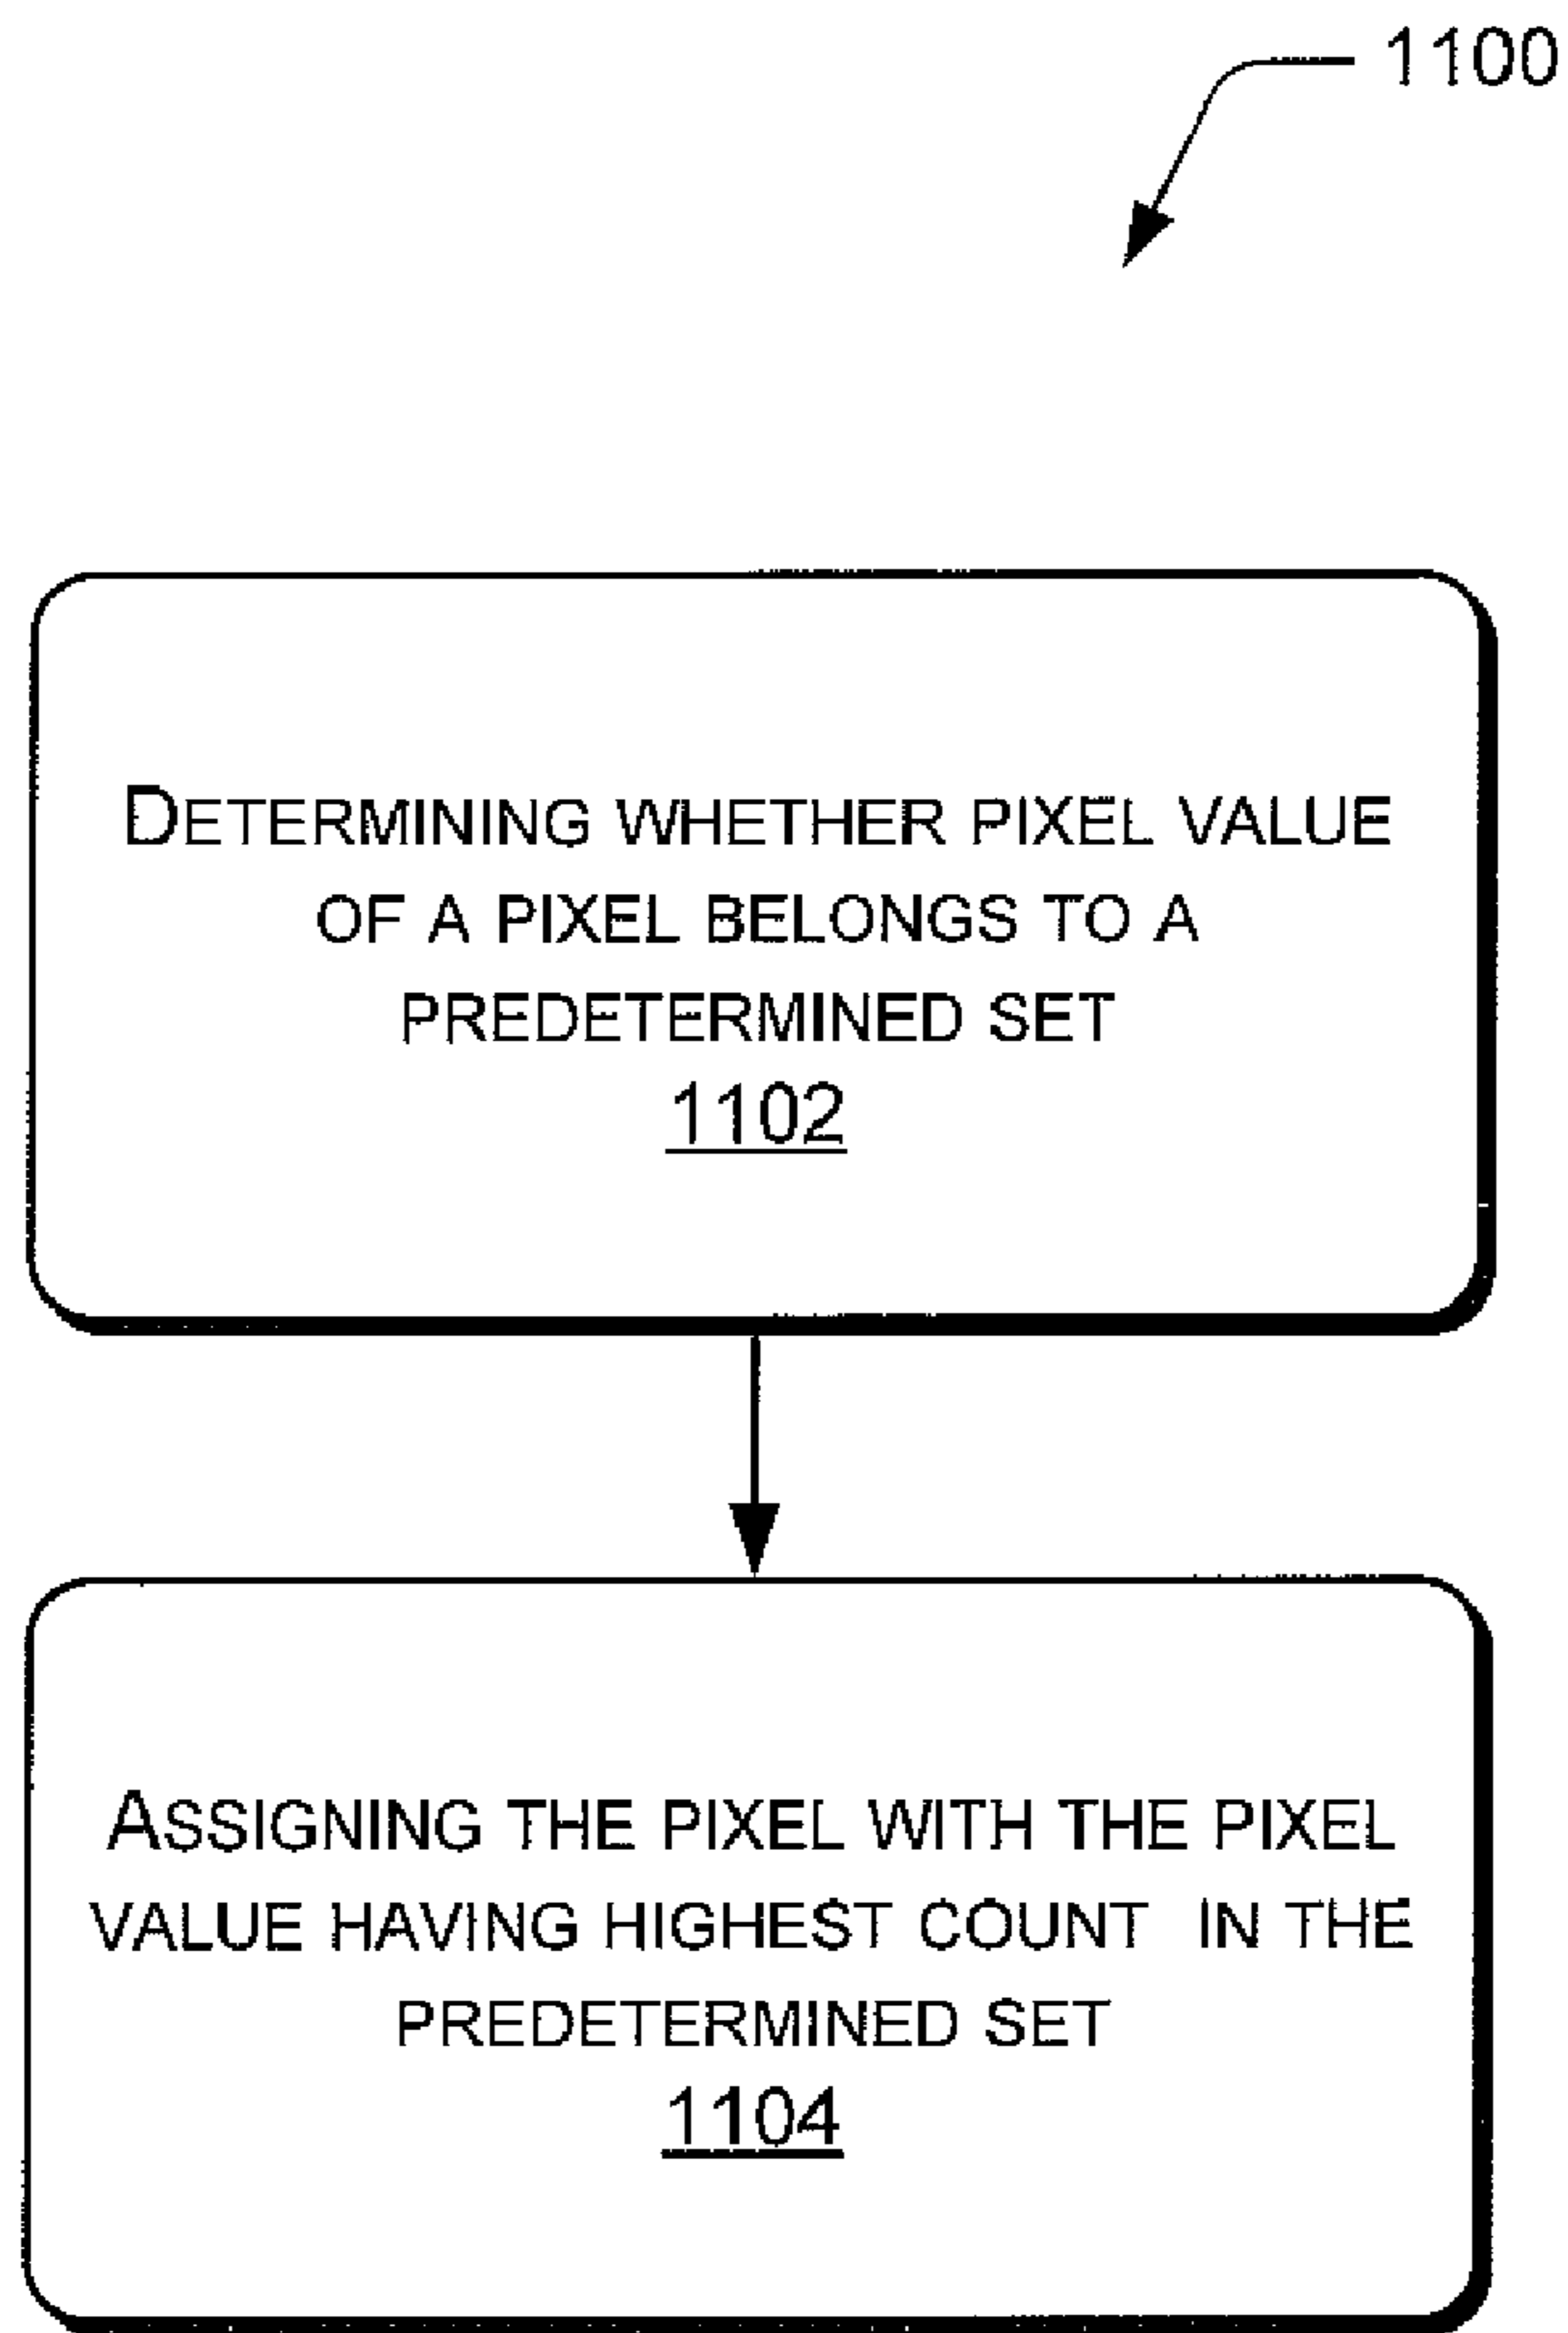 1100
DETERMINING WHETHER PIXEL VALUE
OF A PIXEL BELONGS TO A
PREDETERMINED SET
1102
ASSIGNING THE PIXEL WITH THE PIXEL
VALUE HAVING HIGHEST COUNT IN THE
PREDETERMINED SET
1104